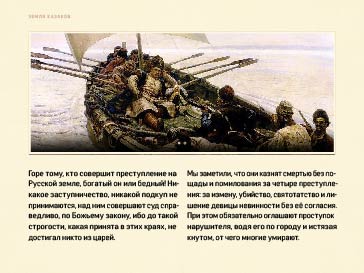 ЗЕМЛЯ КАЗАКОВ
Горе тому, кто совершит преступление на
Русской земле, богатый он или бедный! Ни-
какое заступничество, никакой подкуп не
принимаются, над ним совершают суд спра-
ведливо, по Божьему закону, ибо до такой
строгости, какая принята в этих краях, не
достигал никто из царей.
Мы заметили, что они казнят смертью без по-
щады и помилования за четыре преступле-
ния: за измену, убийство, святотатство и ли-
шение девицы невинности без её согласия.
При этом обязательно оглашают проступок
нарушителя, водя его по городу и истязая
кнутом, от чего многие умирают.